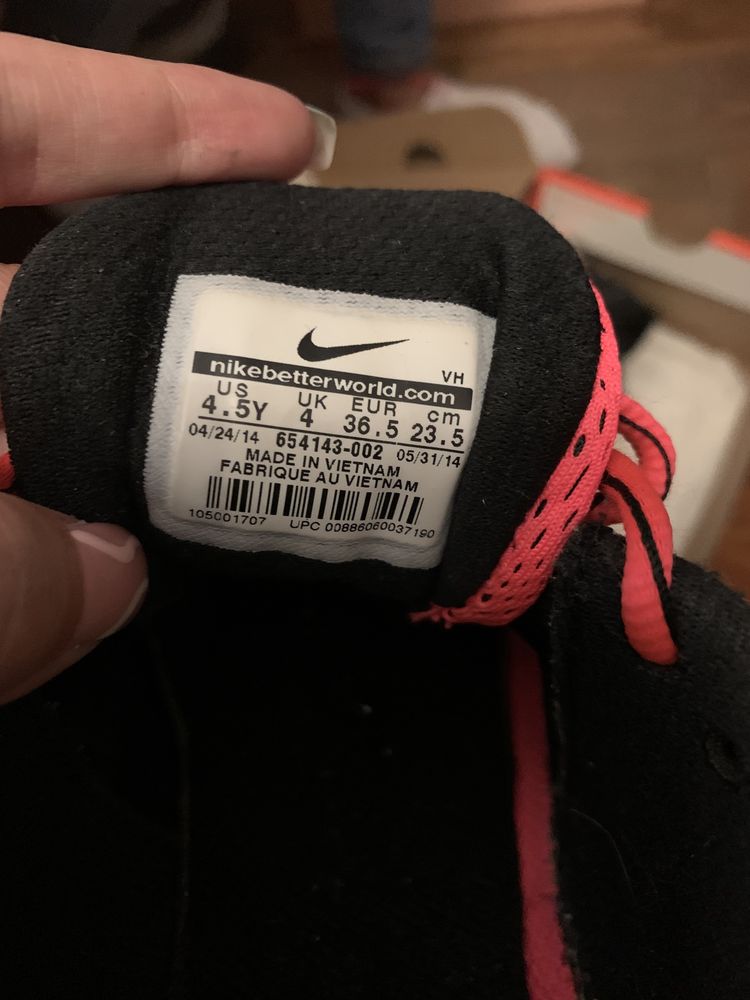 VH
nikebetterworld.com
US UK EUR cm
4.5Y 4 36.5 23.5
04/24/14 654143-002 05/31/14
MADE IN VIETNAM
FABRIQUE AU VIETNAM
105001707 UPC 00886060037190